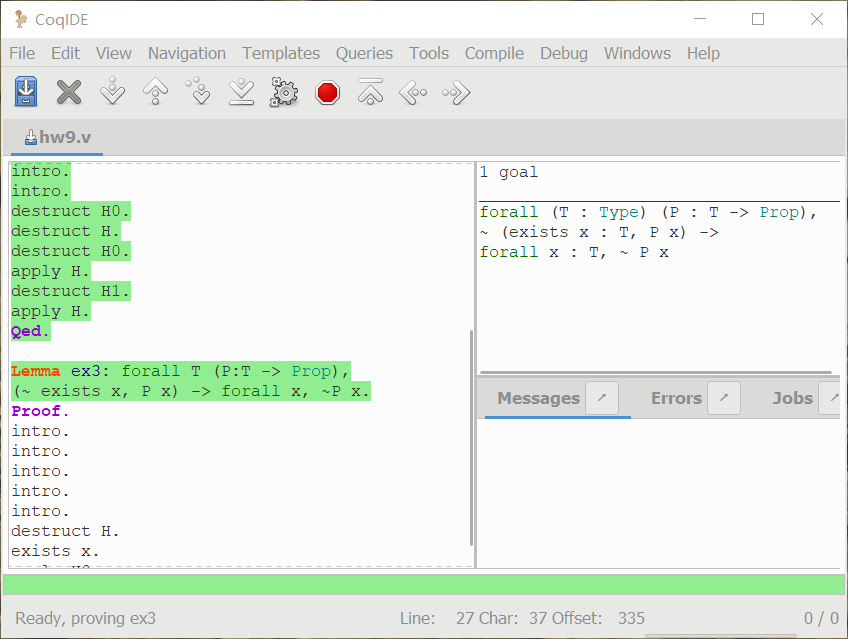 CoqIDE
File Edit View Navigation Templates Queries Tools Compile Debug Windows Help
hw9.v
intro.
intro.
destruct H0.
destruct H.
destruct H0.
apply H.
destruct H1.
apply H.
Qed.
Lemma ex3: forall T (P:T -> Prop),
(~ exists x, P x) -> forall x, ~P x.
Proof.
intro.
intro.
intro.
intro.
intro.
destruct H.
exists x.
1 goal
forall (T : Type) (P : T -> Prop),
~ (exists x : T, P x) ->
forall x : T, ~ P x
Messages Errors Jobs
Ready, proving ex3 Line: 27 Char: 37 Offset: 335 0 / 0